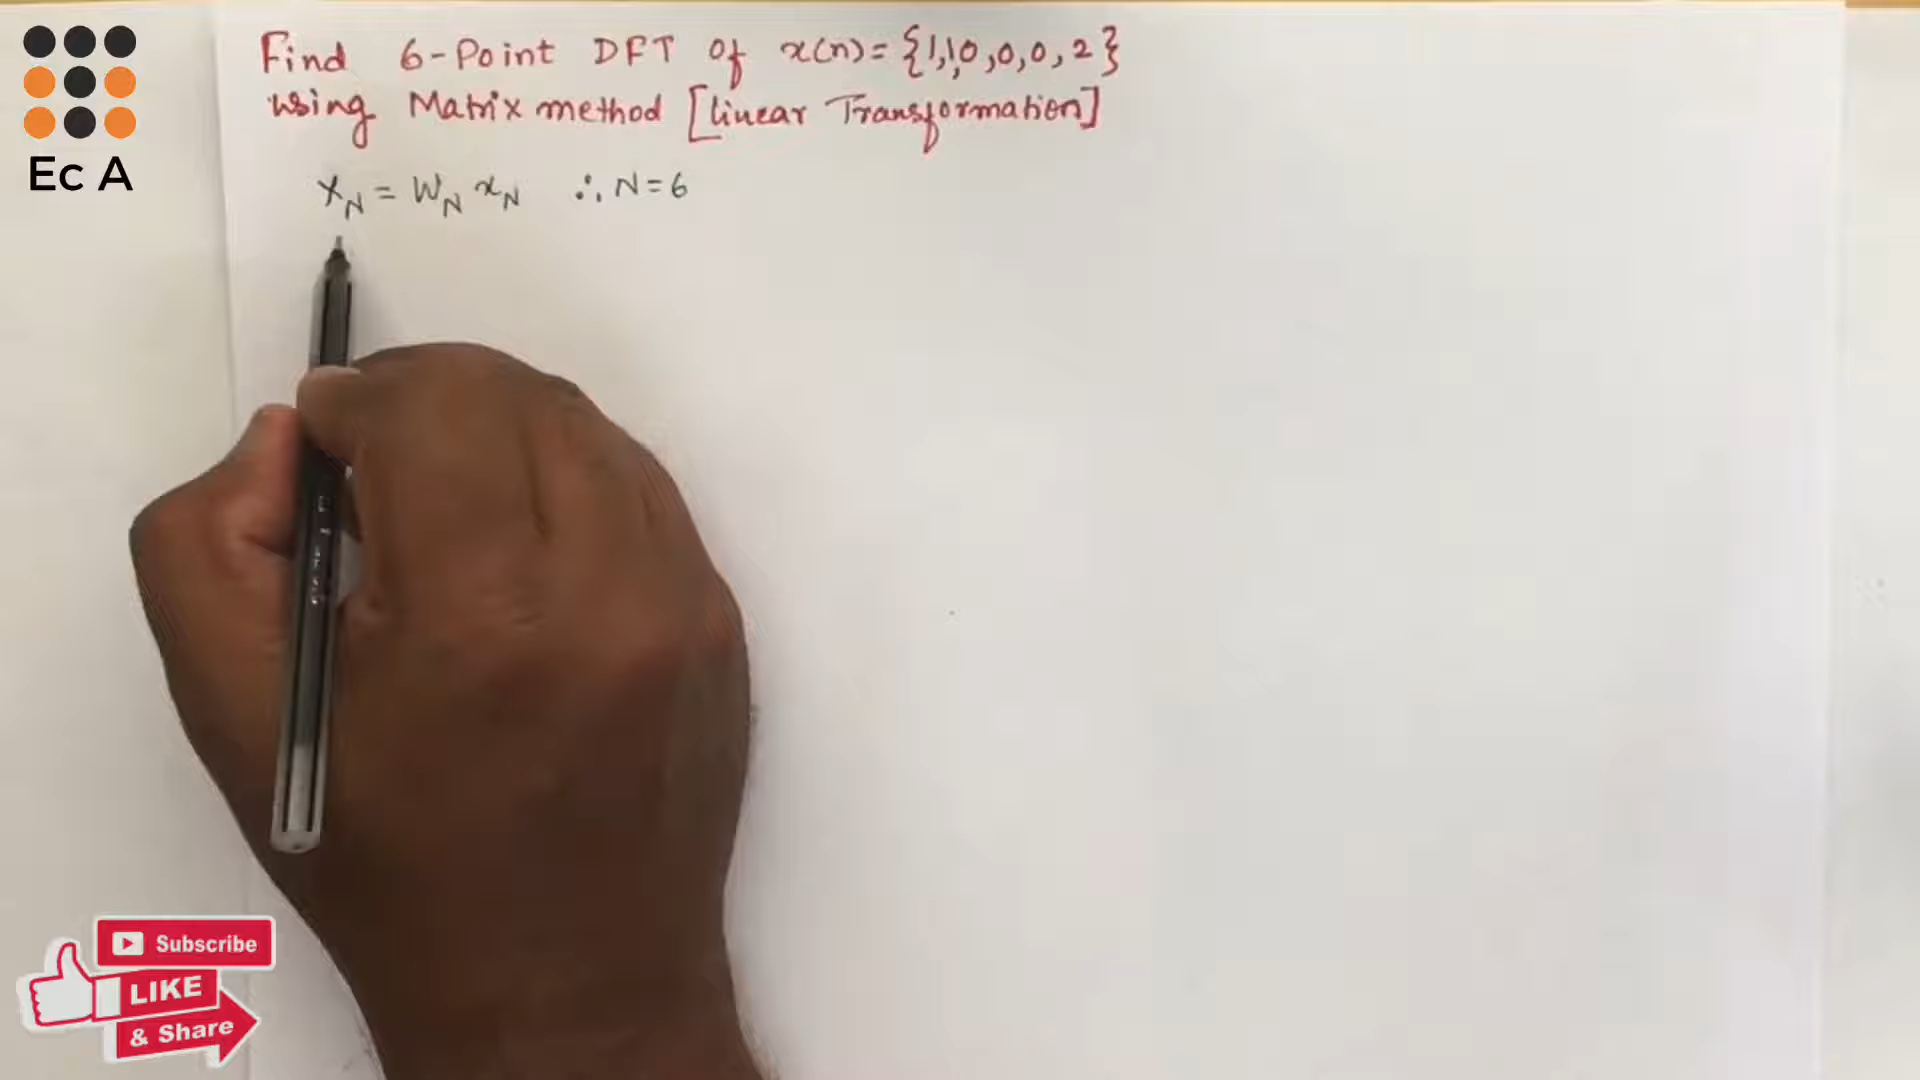 Ec A
Find 6-Point DFT of x(n)= {1,1,0,0,0,2}
using Matrix method [linear Transformation]
X_N = W_N x_N ∴ N=6
Subscribe
LIKE
& Share